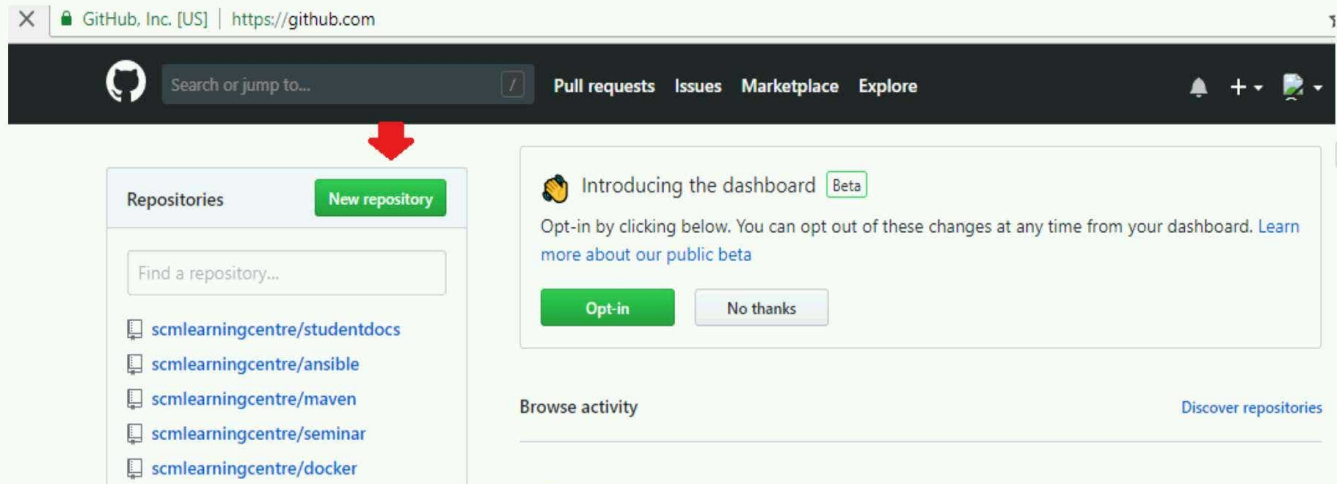 GitHub, Inc. [US] | https://github.com
Search or jump to... / Pull requests Issues Marketplace Explore
Repositories New repository
Find a repository...
scmlearningcentre/studentdocs
scmlearningcentre/ansible
scmlearningcentre/maven
scmlearningcentre/seminar
scmlearningcentre/docker
Introducing the dashboard Beta
Opt-in by clicking below. You can opt out of these changes at any time from your dashboard. Learn
more about our public beta
Opt-in No thanks
Browse activity Discover repositories